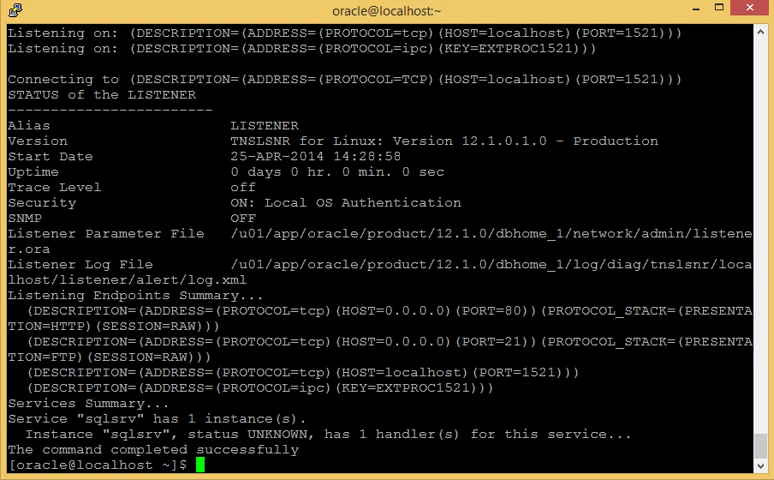 oracle@localhost:~
Listening on: (DESCRIPTION=(ADDRESS=(PROTOCOL=tcp)(HOST=localhost)(PORT=1521)))
Listening on: (DESCRIPTION=(ADDRESS=(PROTOCOL=ipc)(KEY=EXTPROC1521)))
Connecting to (DESCRIPTION=(ADDRESS=(PROTOCOL=TCP)(HOST=localhost)(PORT=1521)))
STATUS of the LISTENER
------------------------
Alias                     LISTENER
Version                   TNSLSNR for Linux: Version 12.1.0.1.0 - Production
Start Date                25-APR-2014 14:28:58
Uptime                    0 days 0 hr. 0 min. 0 sec
Trace Level               off
Security                  ON: Local OS Authentication
SNMP                      OFF
Listener Parameter File   /u01/app/oracle/product/12.1.0/dbhome_1/network/admin/listene
r.ora
Listener Log File         /u01/app/oracle/product/12.1.0/dbhome_1/log/diag/tnslsnr/loca
lhost/listener/alert/log.xml
Listening Endpoints Summary...
  (DESCRIPTION=(ADDRESS=(PROTOCOL=tcp)(HOST=0.0.0.0)(PORT=80))(PROTOCOL_STACK=(PRESENTA
TION=HTTP)(SESSION=RAW)))
  (DESCRIPTION=(ADDRESS=(PROTOCOL=tcp)(HOST=0.0.0.0)(PORT=21))(PROTOCOL_STACK=(PRESENTA
TION=FTP)(SESSION=RAW)))
  (DESCRIPTION=(ADDRESS=(PROTOCOL=tcp)(HOST=localhost)(PORT=1521)))
  (DESCRIPTION=(ADDRESS=(PROTOCOL=ipc)(KEY=EXTPROC1521)))
Services Summary...
Service "sqlsrv" has 1 instance(s).
  Instance "sqlsrv", status UNKNOWN, has 1 handler(s) for this service...
The command completed successfully
[oracle@localhost ~]$